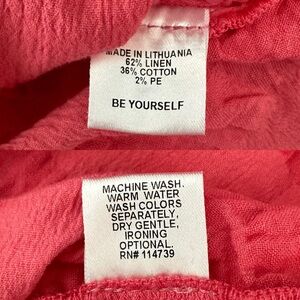 MADE IN LITHUANIA
62% LINEN
36% COTTON
2% PE
BE YOURSELF
MACHINE WASH.
WARM WATER
WASH COLORS
SEPARATELY,
DRY GENTLE,
IRONING
OPTIONAL.
RN# 114739